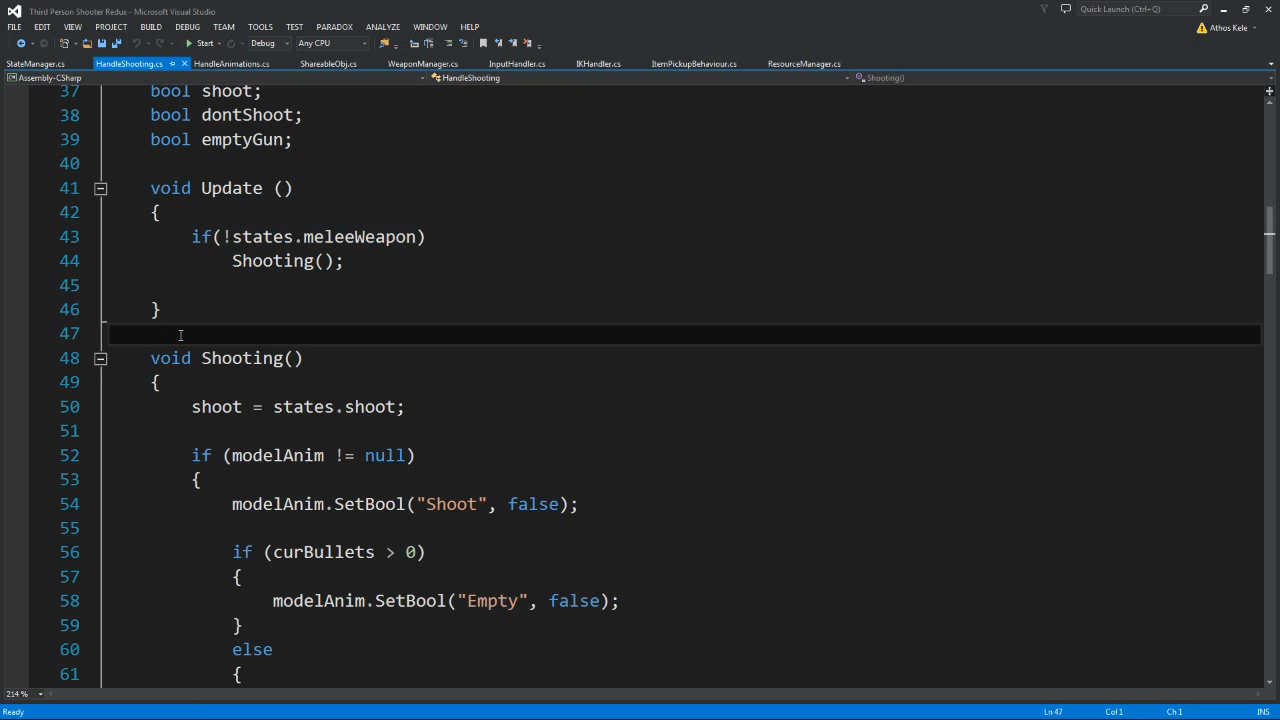 Third Person Shooter Redux - Microsoft Visual Studio
Quick Launch (Ctrl+Q)
FILE EDIT VIEW PROJECT BUILD DEBUG TEAM TOOLS TEST PARADOX ANALYZE WINDOW HELP
Athos Kele
Start Debug Any CPU
StateManager.cs HandleShooting.cs HandleAnimations.cs ShareableObj.cs WeaponManager.cs InputHandler.cs IKHandler.cs ItemPickupBehaviour.cs ResourceManager.cs
Assembly-CSharp HandleShooting Shooting()
37 bool shoot;
38 bool dontShoot;
39 bool emptyGun;
40
41 void Update ()
42 {
43 if(!states.meleeWeapon)
44 Shooting();
45
46 }
47
48 void Shooting()
49 {
50 shoot = states.shoot;
51
52 if (modelAnim != null)
53 {
54 modelAnim.SetBool("Shoot", false);
55
56 if (curBullets > 0)
57 {
58 modelAnim.SetBool("Empty", false);
59 }
60 else
61 {
214 %
Ready Ln 47 Col 1 Ch 1 INS